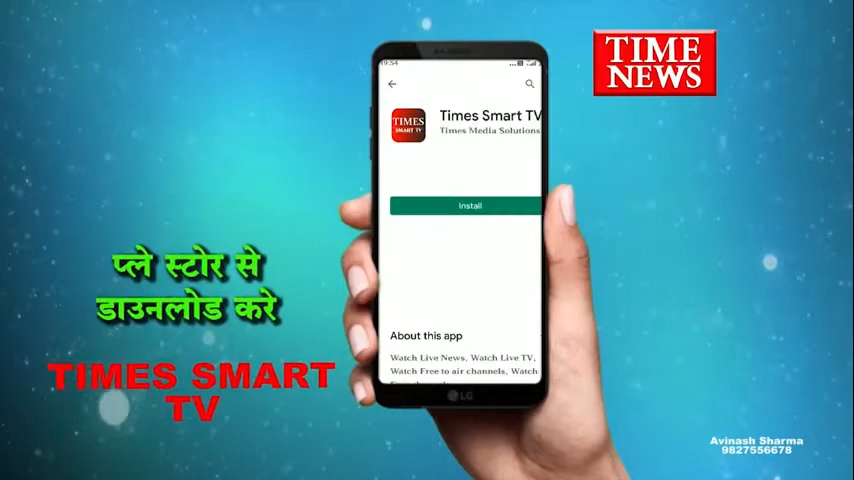 TIME
NEWS
19:54
Times Smart TV
Times Media Solutions
TIMES
SMART TV
Install
प्ले स्टोर से
डाउनलोड करे
TIMES SMART
TV
About this app
Watch Live News, Watch Live TV,
Watch Free to air channels, Watch
LG
Avinash Sharma
9827556678